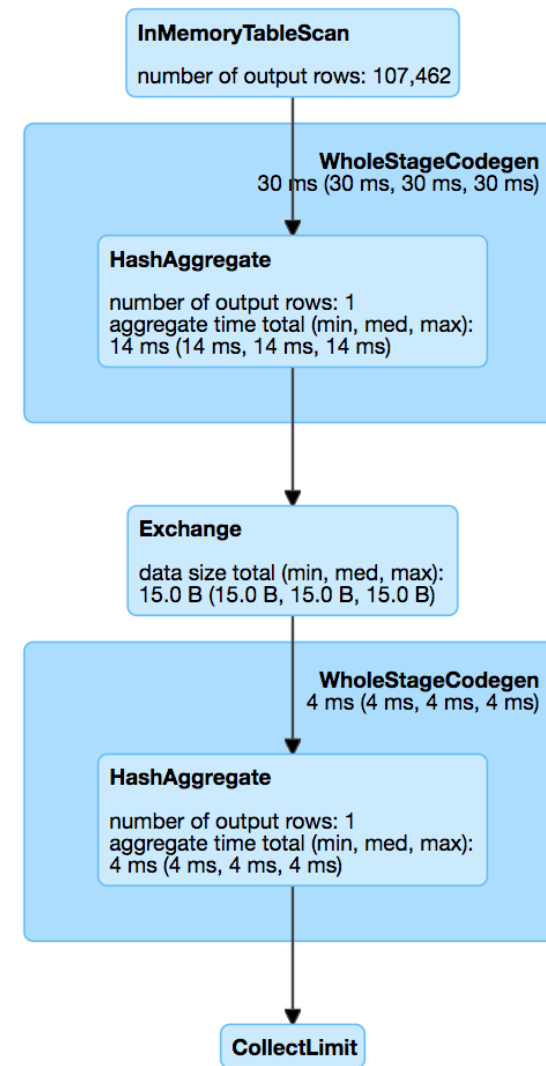 InMemoryTableScan
number of output rows: 107,462
WholeStageCodegen
30 ms (30 ms, 30 ms, 30 ms)
HashAggregate
number of output rows: 1
aggregate time total (min, med, max):
14 ms (14 ms, 14 ms, 14 ms)
Exchange
data size total (min, med, max):
15.0 B (15.0 B, 15.0 B, 15.0 B)
WholeStageCodegen
4 ms (4 ms, 4 ms, 4 ms)
HashAggregate
number of output rows: 1
aggregate time total (min, med, max):
4 ms (4 ms, 4 ms, 4 ms)
CollectLimit